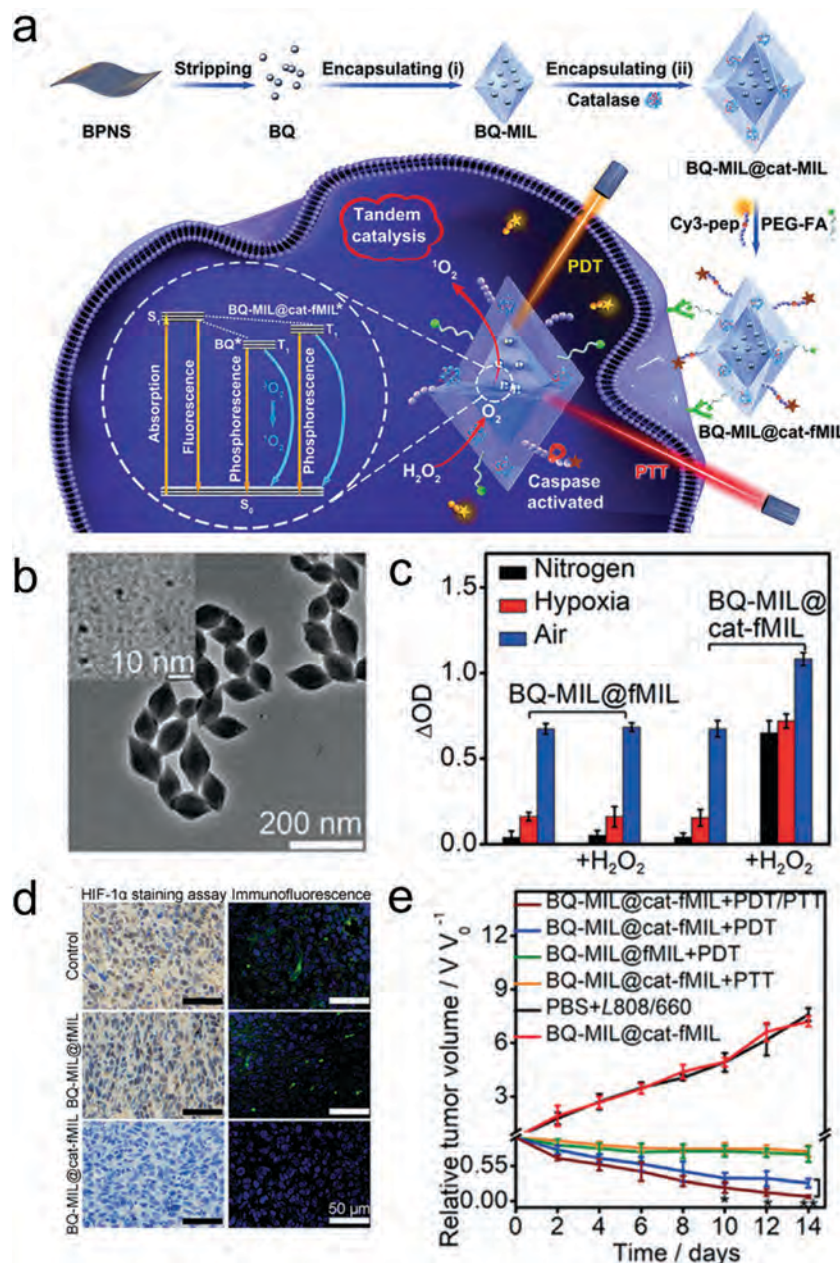 a
Stripping
Encapsulating (i)
Encapsulating (ii)
Catalase
BPNS
BQ
BQ-MIL
BQ-MIL@cat-MIL
Cy3-pep
PEG-FA
BQ-MIL@cat-fMIL
Tandem
catalysis
PDT
¹O₂
O₂
H₂O₂
Caspase
activated
PTT
S₁
BQ-MIL@cat-fMIL*
T₁
BQ*
T₁
Absorption
Fluorescence
Phosphorescence
³O₂
¹O₂
Phosphorescence
S₀
b
10 nm
200 nm
c
1.5
1.0
0.5
0.0
ΔOD
Nitrogen
Hypoxia
Air
BQ-MIL@
cat-fMIL
BQ-MIL@fMIL
+H₂O₂
+H₂O₂
d
HIF-1α staining assay
Immunofluorescence
Control
BQ-MIL@fMIL
BQ-MIL@cat-fMIL
50 μm
e
Relative tumor volume / V V₀⁻¹
12
9
6
3
0.55
0.00
BQ-MIL@cat-fMIL+PDT/PTT
BQ-MIL@cat-fMIL+PDT
BQ-MIL@fMIL+PDT
BQ-MIL@cat-fMIL+PTT
PBS+L808/660
BQ-MIL@cat-fMIL
* * **
0 2 4 6 8 10 12 14
Time / days